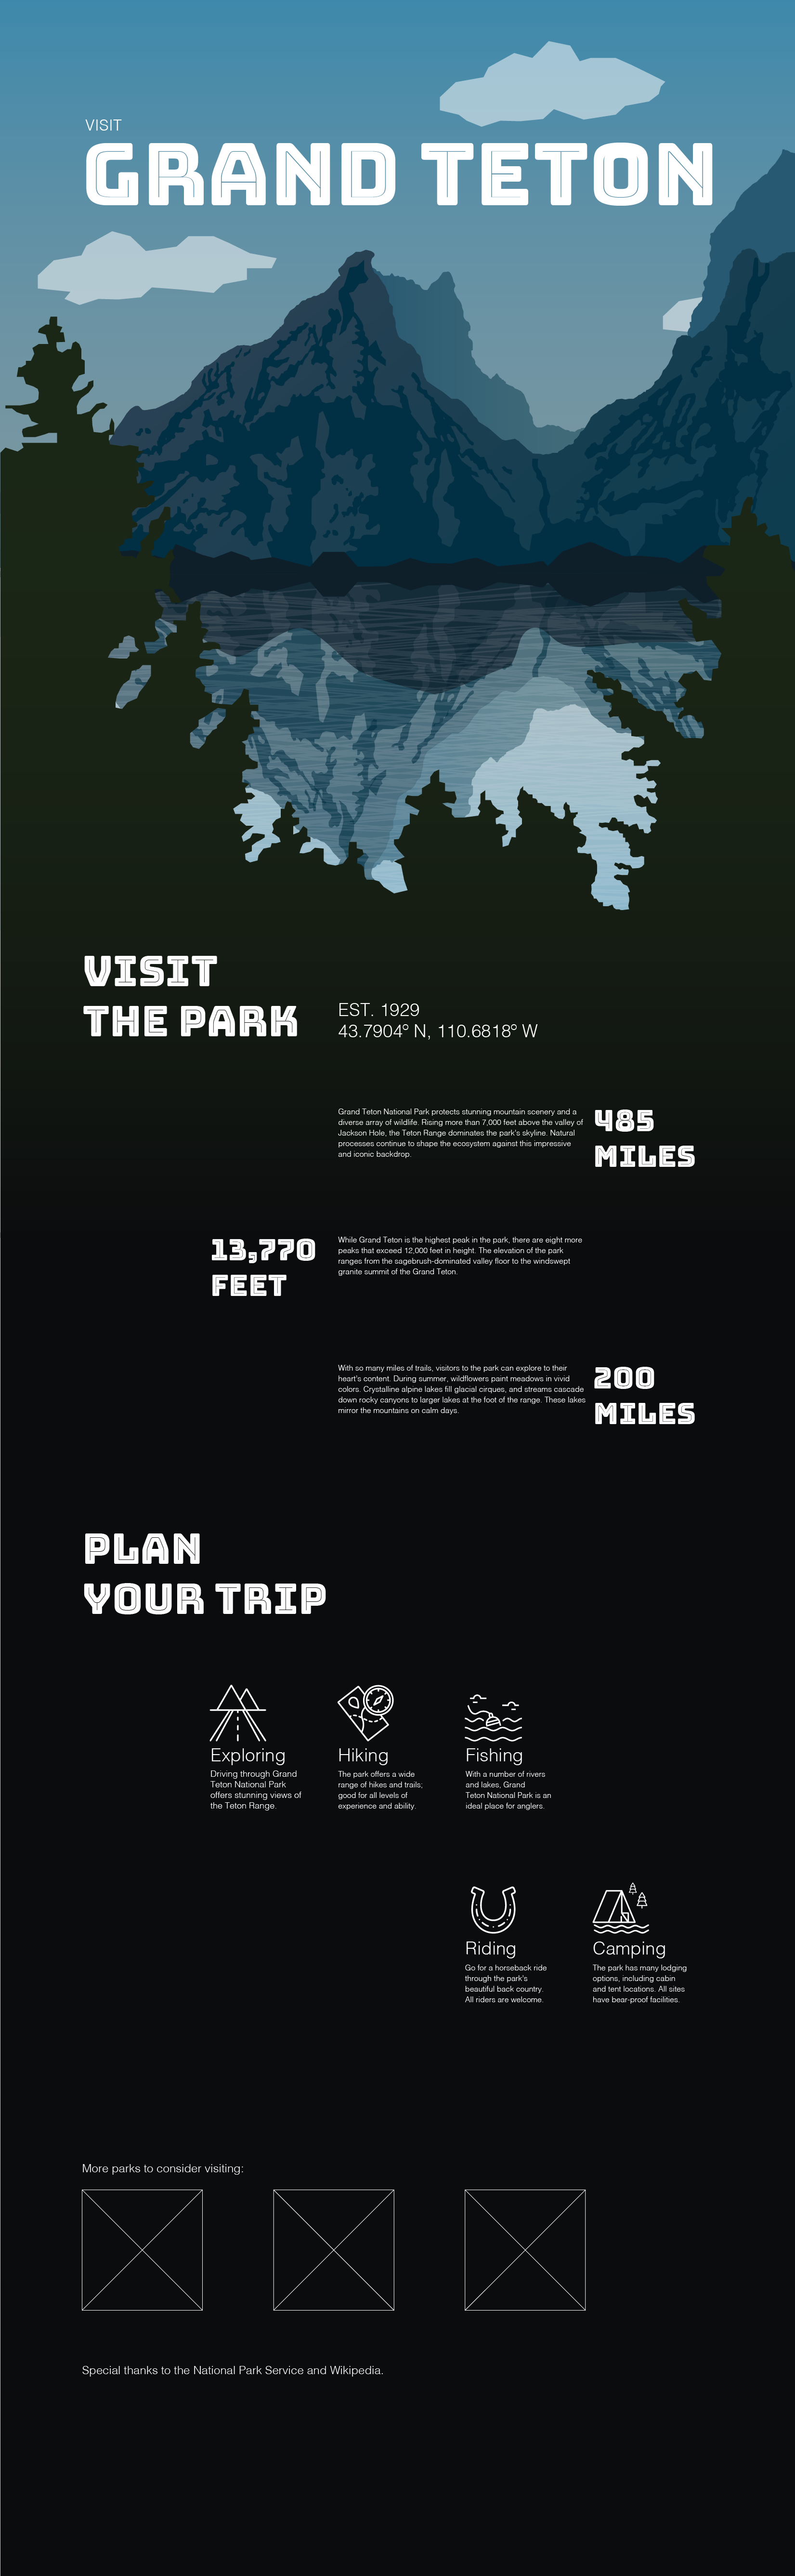 VISIT
GRAND TETON
VISIT
THE PARK
EST. 1929
43.7904º N, 110.6818º W
Grand Teton National Park protects stunning mountain scenery and a
diverse array of wildlife. Rising more than 7,000 feet above the valley of
Jackson Hole, the Teton Range dominates the park's skyline. Natural
processes continue to shape the ecosystem against this impressive
and iconic backdrop.
485
MILES
13,770
FEET
While Grand Teton is the highest peak in the park, there are eight more
peaks that exceed 12,000 feet in height. The elevation of the park
ranges from the sagebrush-dominated valley floor to the windswept
granite summit of the Grand Teton.
With so many miles of trails, visitors to the park can explore to their
heart's content. During summer, wildflowers paint meadows in vivid
colors. Crystalline alpine lakes fill glacial cirques, and streams cascade
down rocky canyons to larger lakes at the foot of the range. These lakes
mirror the mountains on calm days.
200
MILES
PLAN
YOUR TRIP
Exploring
Driving through Grand
Teton National Park
offers stunning views of
the Teton Range.
Hiking
The park offers a wide
range of hikes and trails;
good for all levels of
experience and ability.
Fishing
With a number of rivers
and lakes, Grand
Teton National Park is an
ideal place for anglers.
Riding
Go for a horseback ride
through the park's
beautiful back country.
All riders are welcome.
Camping
The park has many lodging
options, including cabin
and tent locations. All sites
have bear-proof facilities.
More parks to consider visiting:
Special thanks to the National Park Service and Wikipedia.